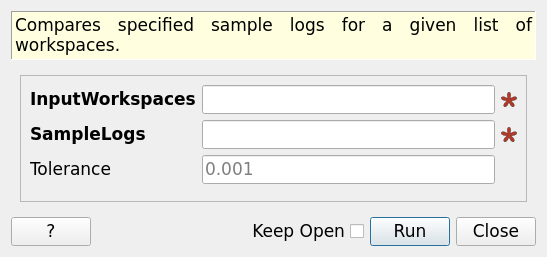 Compares specified sample logs for a given list of
workspaces.
InputWorkspaces
SampleLogs
Tolerance 0.001
? Keep Open Run Close